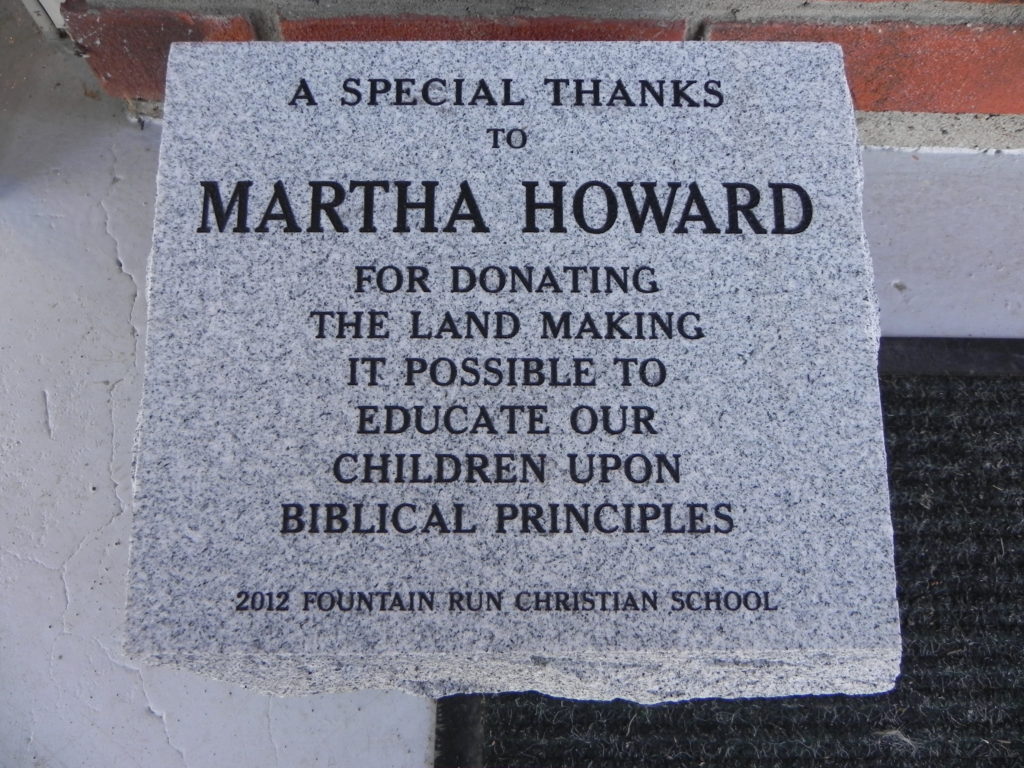 A SPECIAL THANKS
TO
MARTHA HOWARD
FOR DONATING
THE LAND MAKING
IT POSSIBLE TO
EDUCATE OUR
CHILDREN UPON
BIBLICAL PRINCIPLES
2012 FOUNTAIN RUN CHRISTIAN SCHOOL